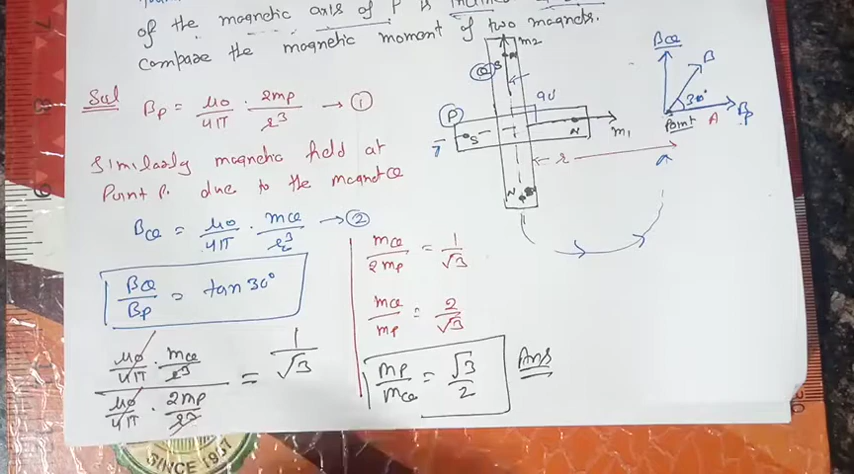 of the magnetic axis of P is
compare the magnetic moment of two magnets.
Sol Bp = μ0/4π · 2mp/r³ → ①
Similarly magnetic field at
Point P. due to the magnet Q
BQ = μ0/4π · mQ/r³ → ②
BQ/Bp = tan 30°
μ0/4π · mQ/r³ / μ0/4π · 2mp/r³ = 1/√3
mQ/2mp = 1/√3
mQ/mp = 2/√3
mp/mQ = √3/2 Ans
m2
Q
S
P
90
S
N
m1
r
N
BQ
B
30°
Bp
Point A
SINCE 1937